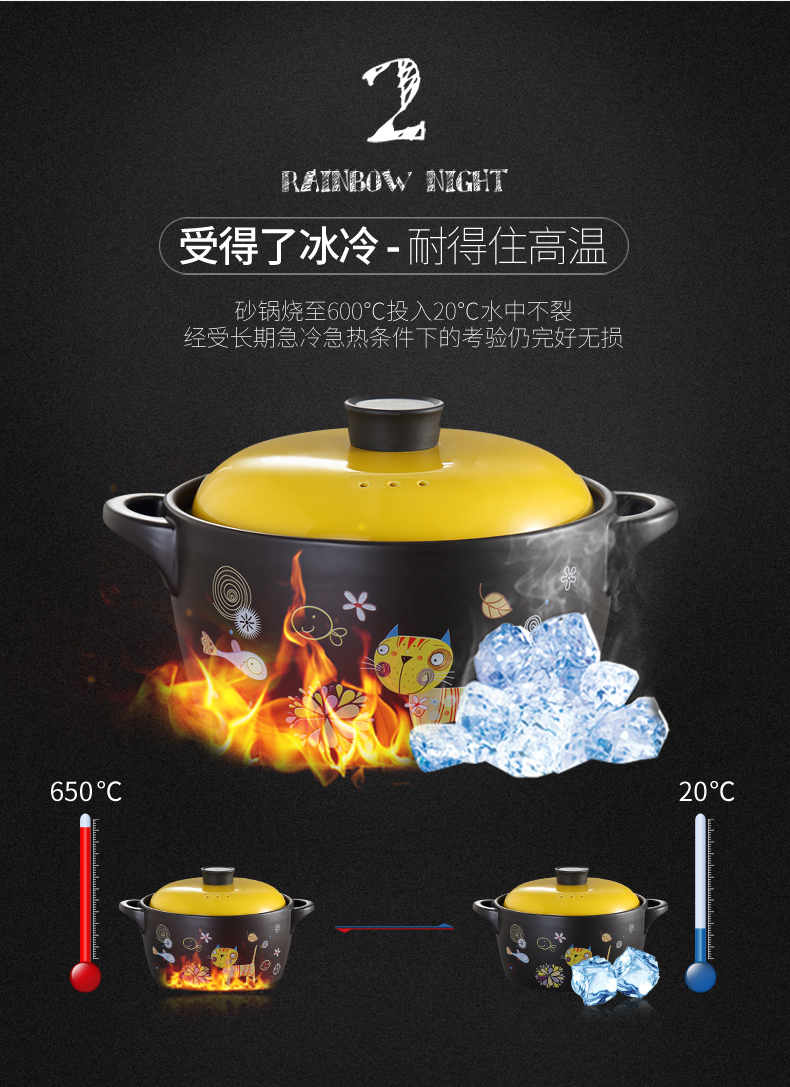 2
RAINBOW NIGHT
受得了冰冷-耐得住高温
砂锅烧至600℃投入20℃水中不裂
经受长期急冷急热条件下的考验仍完好无损
650℃
20℃